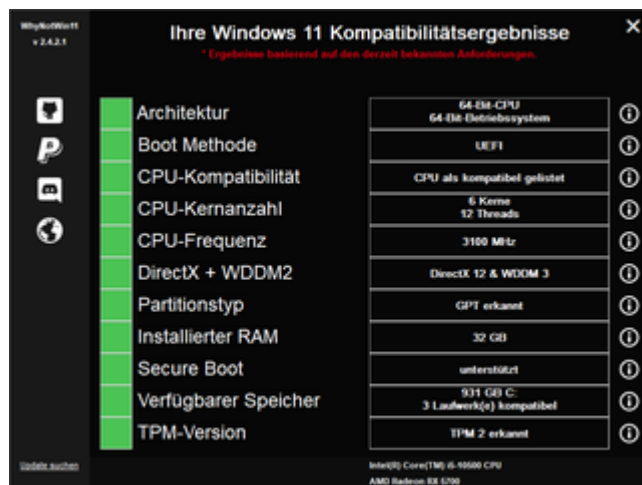 WhyNotWin11
v 2.4.2.1
Ihre Windows 11 Kompatibilitätsergebnisse
* Ergebnisse basierend auf den derzeit bekannten Anforderungen.
Architektur
64-Bit-CPU
64-Bit-Betriebssystem
Boot Methode
UEFI
CPU-Kompatibilität
CPU als kompatibel gelistet
CPU-Kernanzahl
6 Kerne
12 Threads
CPU-Frequenz
3100 MHz
DirectX + WDDM2
DirectX 12 & WDDM 3
Partitionstyp
GPT erkannt
Installierter RAM
32 GB
Secure Boot
unterstützt
Verfügbarer Speicher
931 GB C:
3 Laufwerk(e) kompatibel
TPM-Version
TPM 2 erkannt
Update suchen
Intel(R) Core(TM) i5-10500 CPU
AMD Radeon RX 5700